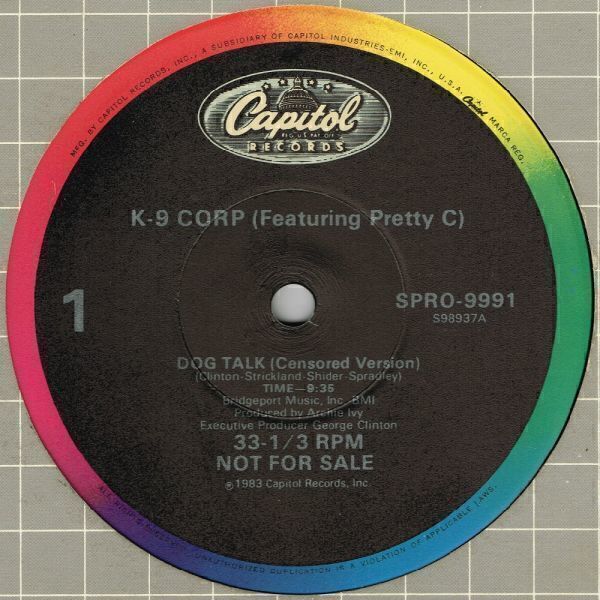 MFG. BY CAPITOL RECORDS, INC., A SUBSIDIARY OF CAPITOL INDUSTRIES-EMI, INC., U.S.A. Capitol MARCA REG.
Capitol
REG. U.S. PAT. OFF.
RECORDS
K-9 CORP (Featuring Pretty C)
1
SPRO-9991
S98937A
DOG TALK (Censored Version)
(Clinton-Strickland-Shider-Spradley)
TIME—9:35
Bridgeport Music, Inc. BMI
Produced by Archie Ivy
Executive Producer George Clinton
33-1/3 RPM
NOT FOR SALE
℗1983 Capitol Records, Inc.
UNAUTHORIZED DUPLICATION IS A VIOLATION OF APPLICABLE LAWS.